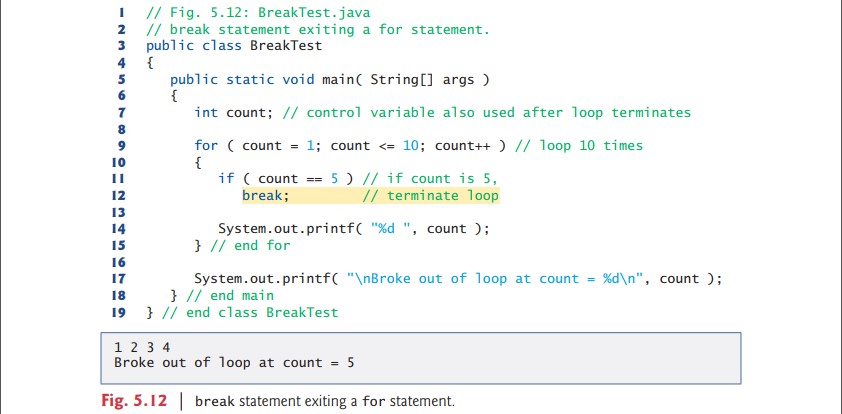 1 // Fig. 5.12: BreakTest.java
2 // break statement exiting a for statement.
3 public class BreakTest
4 {
5 public static void main( String[] args )
6 {
7 int count; // control variable also used after loop terminates
8
9 for ( count = 1; count <= 10; count++ ) // loop 10 times
10 {
11 if ( count == 5 ) // if count is 5,
12 break; // terminate loop
13
14 System.out.printf( "%d ", count );
15 } // end for
16
17 System.out.printf( "\nBroke out of loop at count = %d\n", count );
18 } // end main
19 } // end class BreakTest
1 2 3 4
Broke out of loop at count = 5
Fig. 5.12 | break statement exiting a for statement.